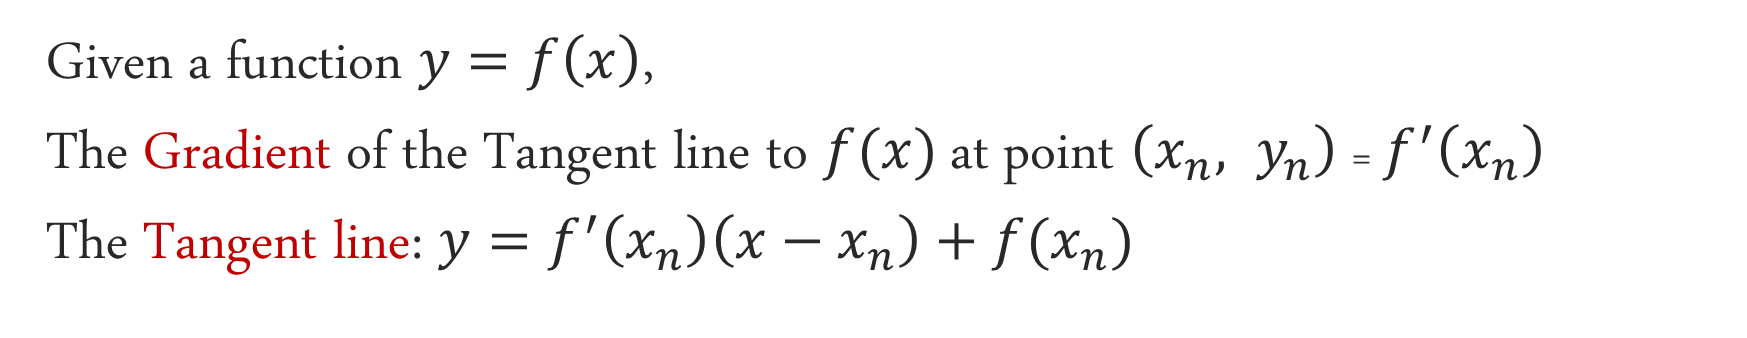 Given a function y = f(x),
The Gradient of the Tangent line to f(x) at point (xₙ, yₙ) = f′(xₙ)
The Tangent line: y = f′(xₙ)(x − xₙ) + f(xₙ)